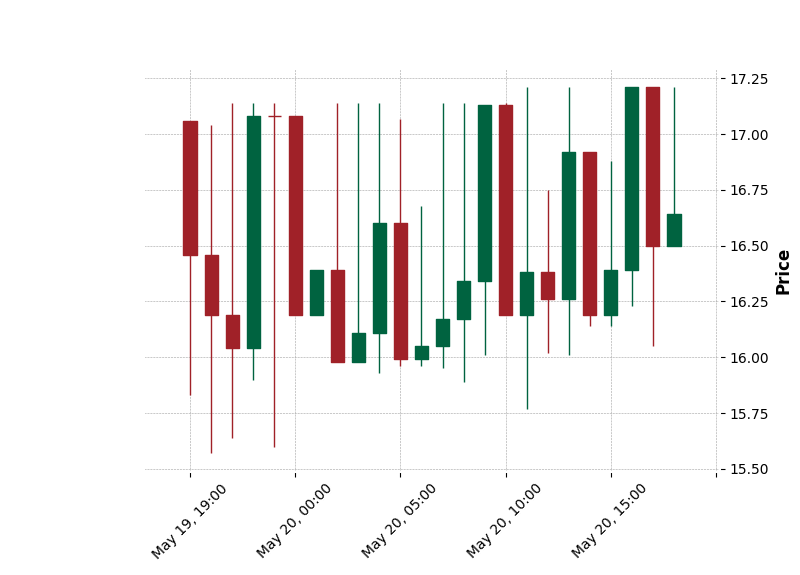 17.25
17.00
16.75
16.50
16.25
16.00
15.75
15.50
Price
May 19, 19:00
May 20, 00:00
May 20, 05:00
May 20, 10:00
May 20, 15:00